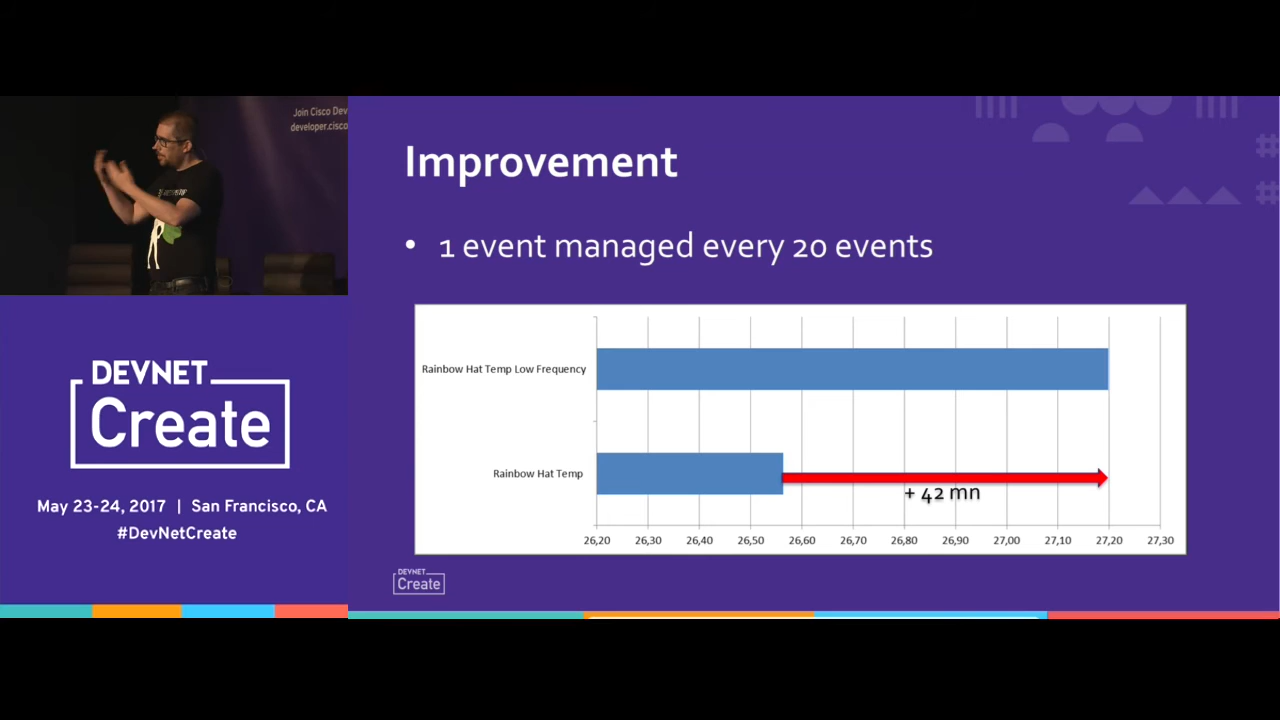 Join Cisco Dev
developer.cisco
DEVNET
Create
May 23-24, 2017 | San Francisco, CA
#DevNetCreate
Improvement
• 1 event managed every 20 events
Rainbow Hat Temp Low Frequency
Rainbow Hat Temp
+ 42 mn
26,20 26,30 26,40 26,50 26,60 26,70 26,80 26,90 27,00 27,10 27,20 27,30
DEVNET
Create